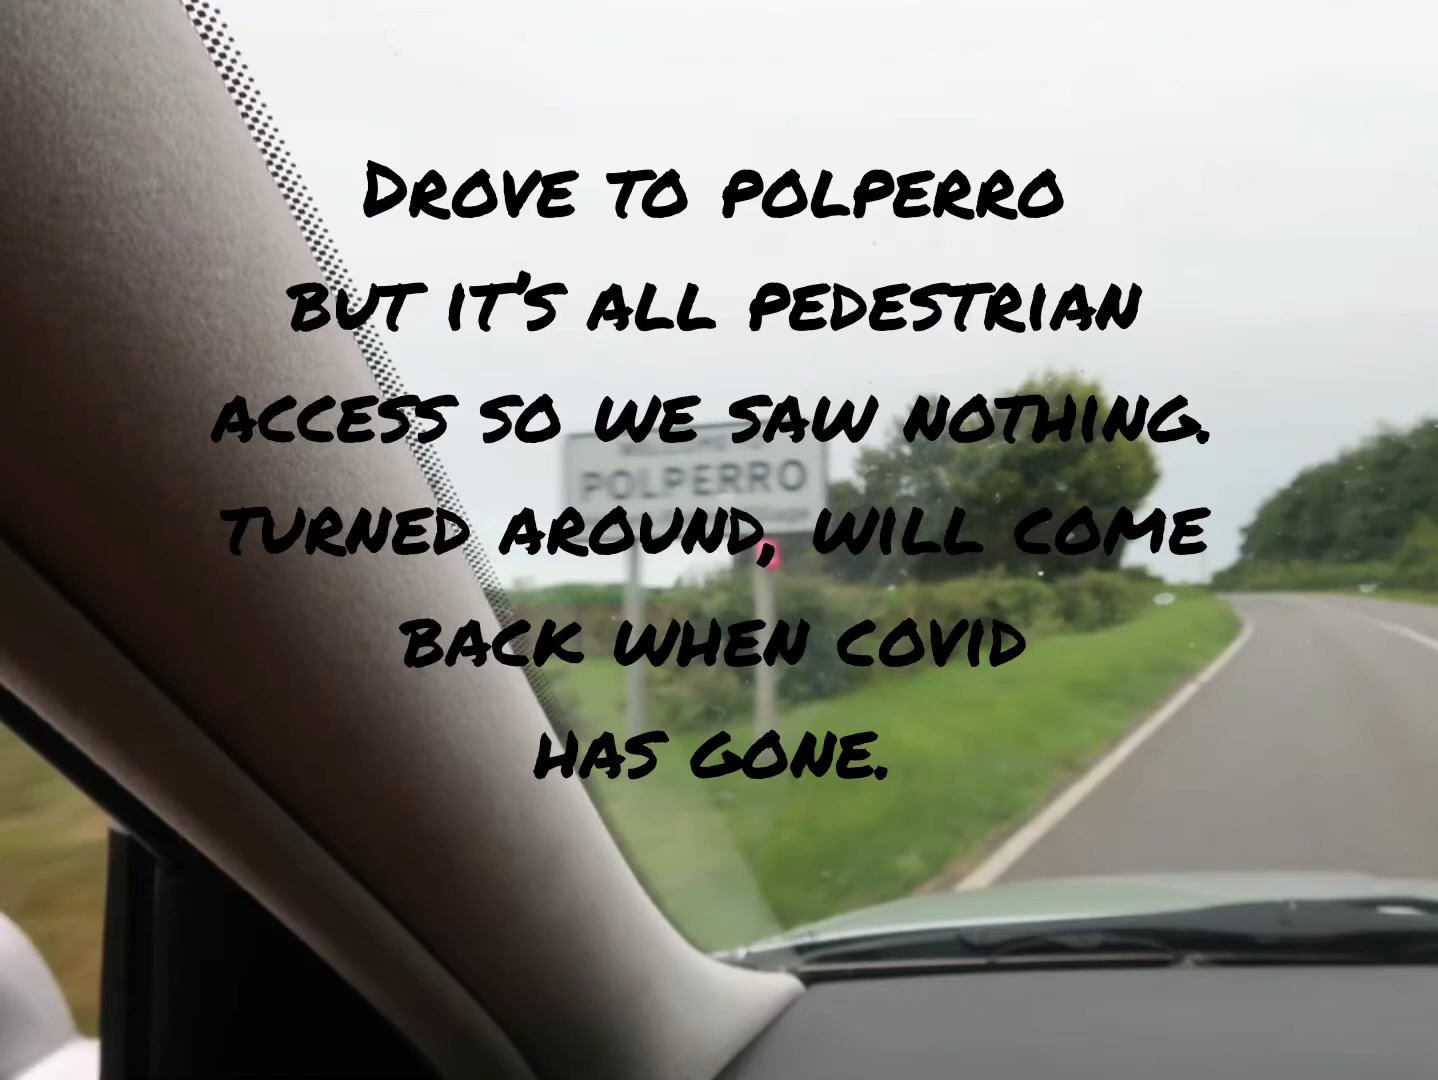 Drove to polperro
but it's all pedestrian
access so we saw nothing.
POLPERRO
turned around, will come
back when covid
has gone.